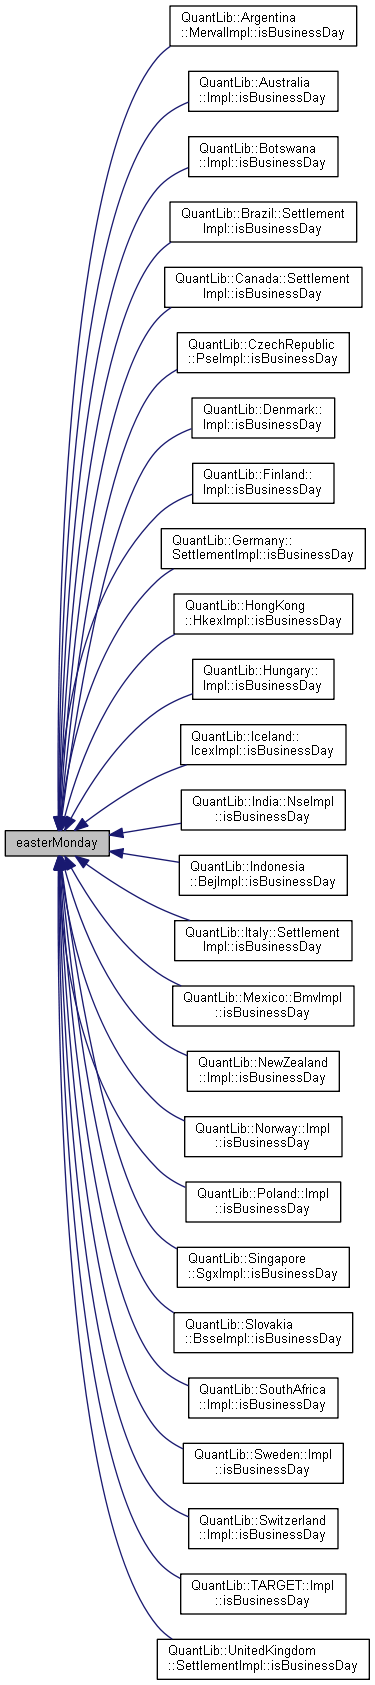 QuantLib::Argentina
::MervalImpl::isBusinessDay
QuantLib::Australia
::Impl::isBusinessDay
QuantLib::Botswana
::Impl::isBusinessDay
QuantLib::Brazil::Settlement
Impl::isBusinessDay
QuantLib::Canada::Settlement
Impl::isBusinessDay
QuantLib::CzechRepublic
::PseImpl::isBusinessDay
QuantLib::Denmark::
Impl::isBusinessDay
QuantLib::Finland::
Impl::isBusinessDay
QuantLib::Germany::
SettlementImpl::isBusinessDay
QuantLib::HongKong
::HkexImpl::isBusinessDay
QuantLib::Hungary::
Impl::isBusinessDay
QuantLib::Iceland::
IcexImpl::isBusinessDay
QuantLib::India::NseImpl
::isBusinessDay
easterMonday
QuantLib::Indonesia
::BejImpl::isBusinessDay
QuantLib::Italy::Settlement
Impl::isBusinessDay
QuantLib::Mexico::BmvImpl
::isBusinessDay
QuantLib::NewZealand
::Impl::isBusinessDay
QuantLib::Norway::Impl
::isBusinessDay
QuantLib::Poland::Impl
::isBusinessDay
QuantLib::Singapore
::SgxImpl::isBusinessDay
QuantLib::Slovakia
::BsseImpl::isBusinessDay
QuantLib::SouthAfrica
::Impl::isBusinessDay
QuantLib::Sweden::Impl
::isBusinessDay
QuantLib::Switzerland
::Impl::isBusinessDay
QuantLib::TARGET::Impl
::isBusinessDay
QuantLib::UnitedKingdom
::SettlementImpl::isBusinessDay